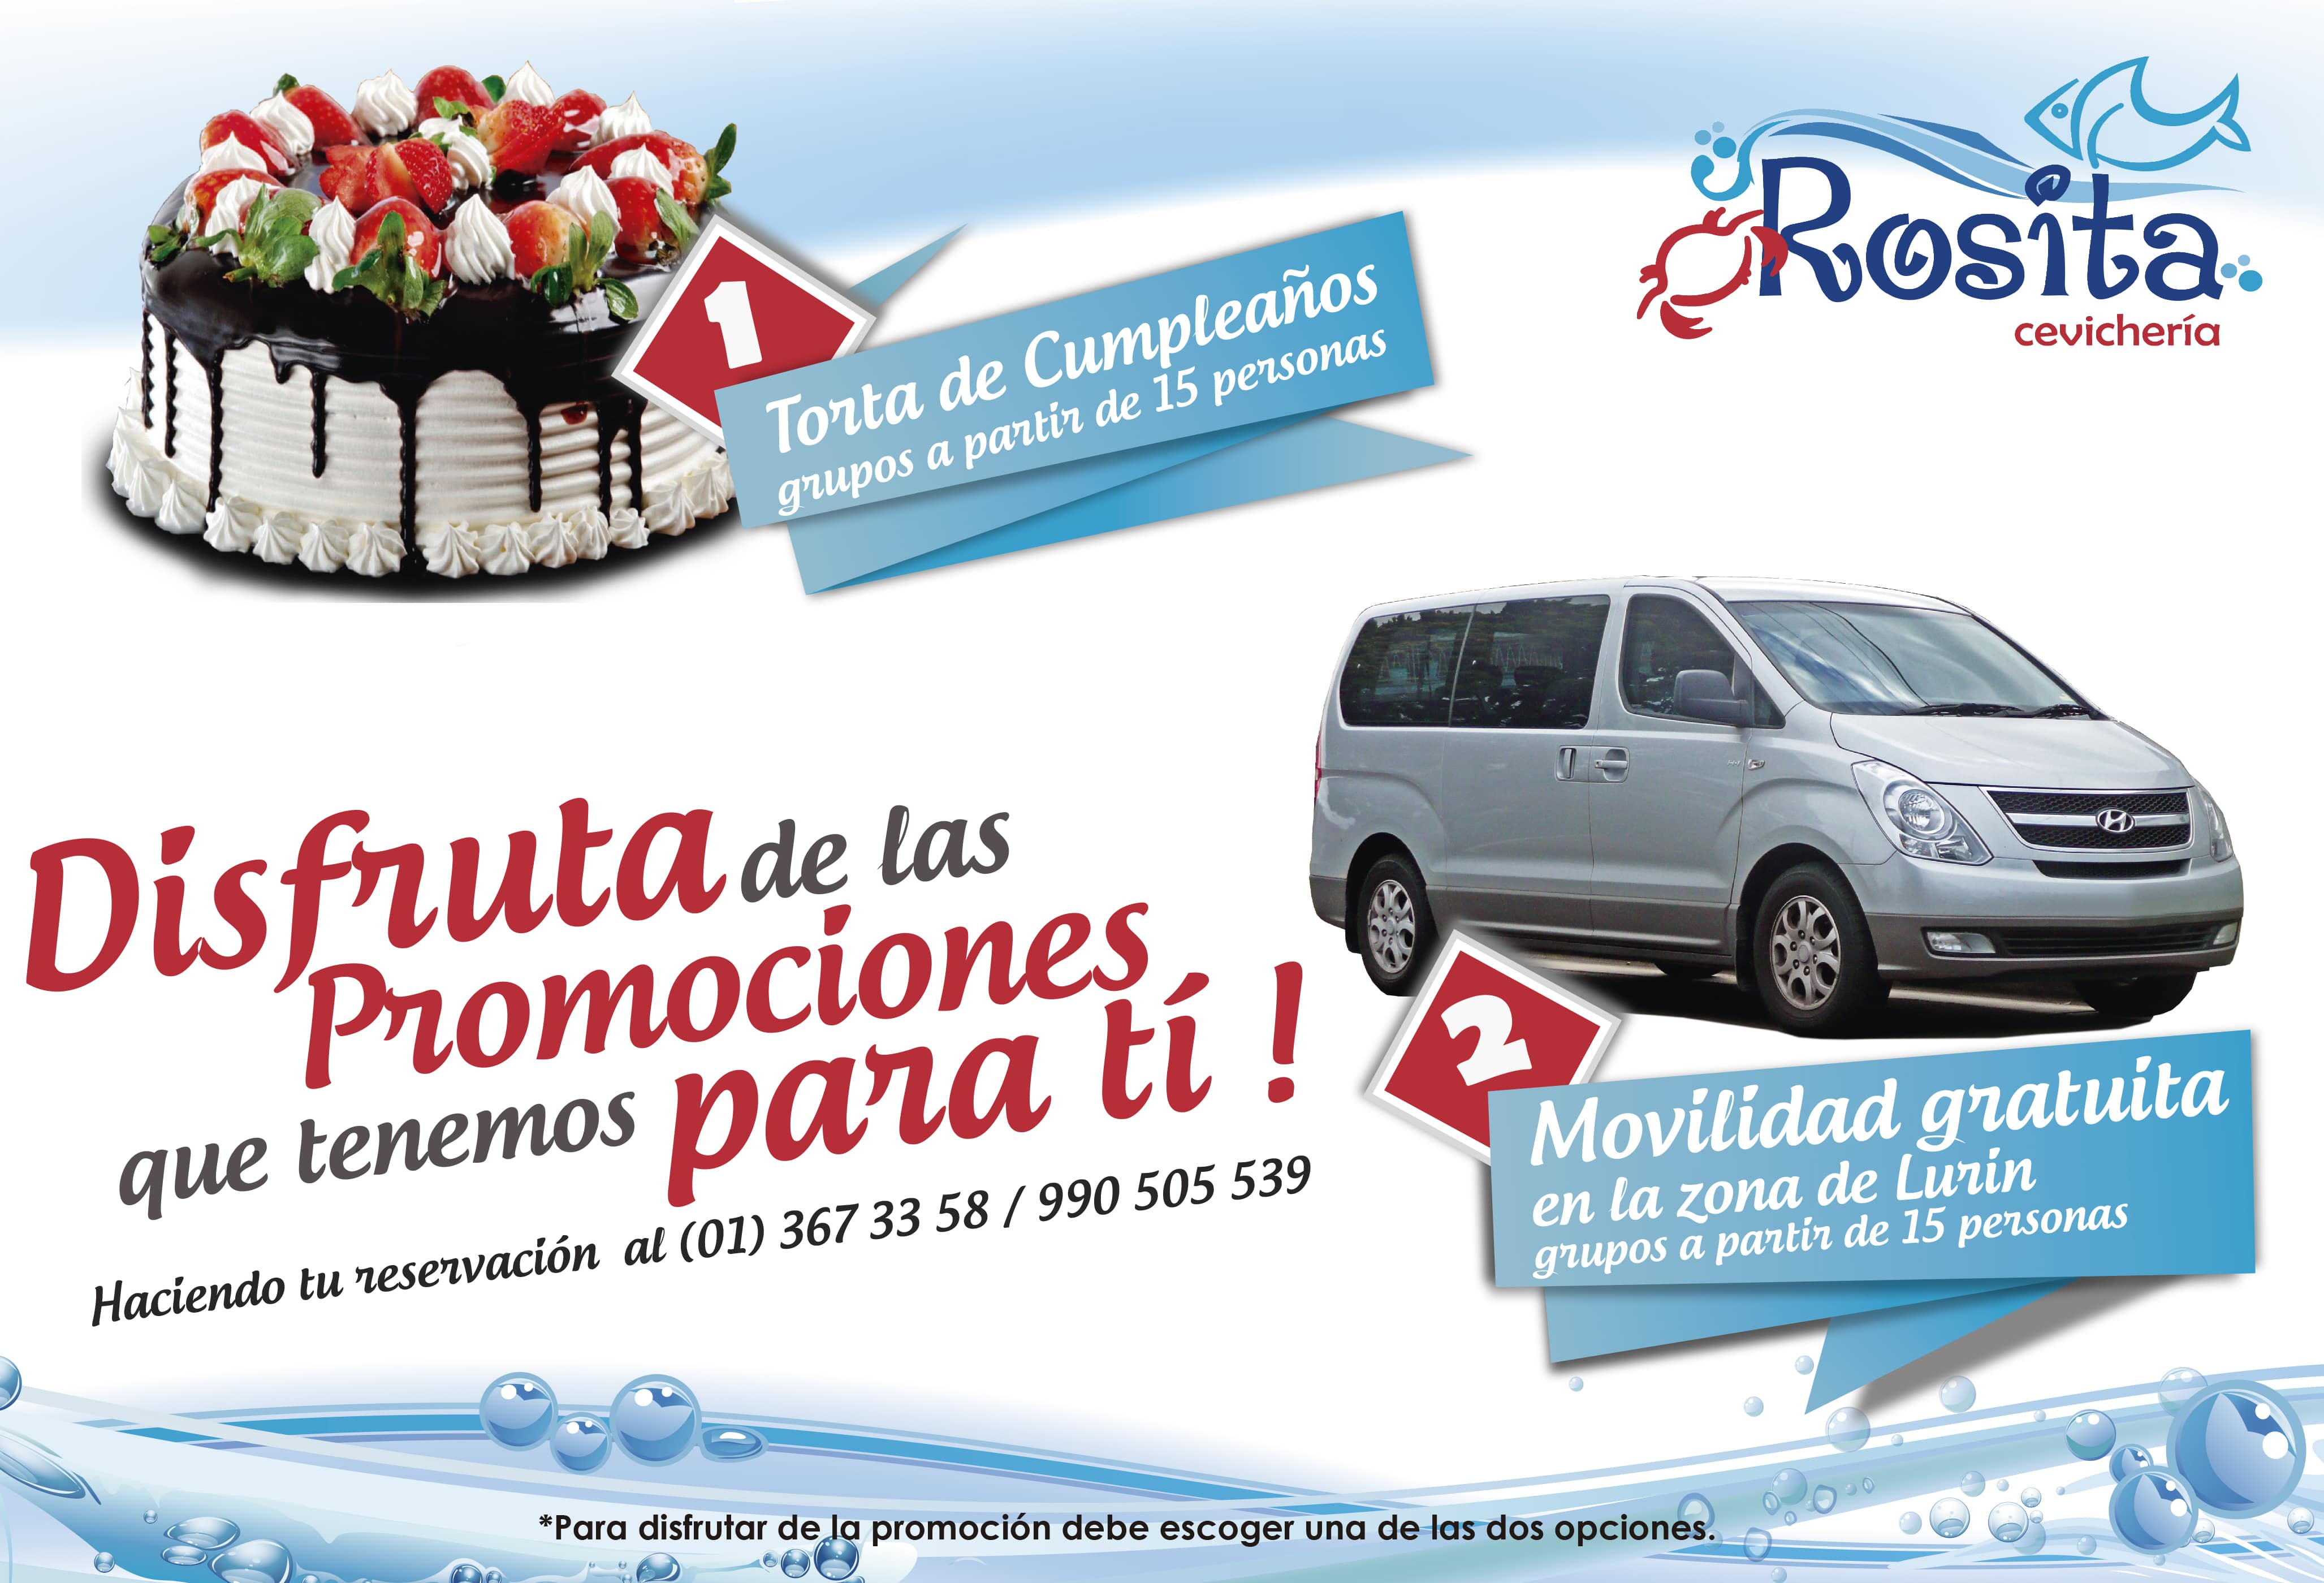 Rosita
cevichería
1
Torta de Cumpleaños
grupos a partir de 15 personas
Disfruta de las
Promociones
que tenemos para tí !
Haciendo tu reservación al (01) 367 33 58 / 990 505 539
2
Movilidad gratuita
en la zona de Lurin
grupos a partir de 15 personas
*Para disfrutar de la promoción debe escoger una de las dos opciones.